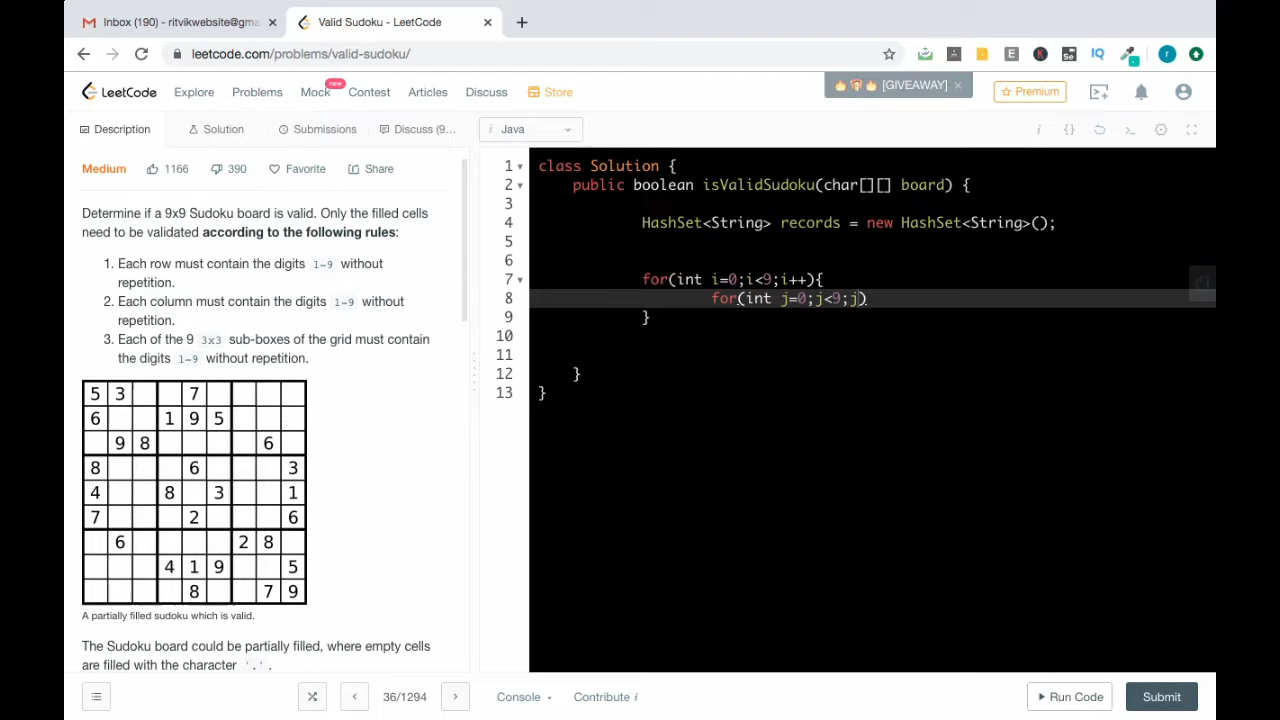 Inbox (190) - ritvikwebsite@gma
Valid Sudoku - LeetCode
leetcode.com/problems/valid-sudoku/
E
K
Se
IQ
r
LeetCode
Explore
Problems
Mock
new
Contest
Articles
Discuss
Store
[GIVEAWAY] ×
Premium
Description
Solution
Submissions
Discuss (9...
i Java
Medium
1166
390
Favorite
Share
Determine if a 9x9 Sudoku board is valid. Only the filled cells
need to be validated according to the following rules:
1. Each row must contain the digits 1-9 without
repetition.
2. Each column must contain the digits 1-9 without
repetition.
3. Each of the 9 3x3 sub-boxes of the grid must contain
the digits 1-9 without repetition.
5 3 7
6 1 9 5
9 8 6
8 6 3
4 8 3 1
7 2 6
6 2 8
4 1 9 5
8 7 9
A partially filled sudoku which is valid.
The Sudoku board could be partially filled, where empty cells
are filled with the character '.'.
1 class Solution {
2 public boolean isValidSudoku(char[][] board) {
3
4 HashSet<String> records = new HashSet<String>();
5
6
7 for(int i=0;i<9;i++){
8 for(int j=0;j<9;j)
9 }
10
11
12 }
13 }
36/1294
Console
Contribute i
Run Code
Submit